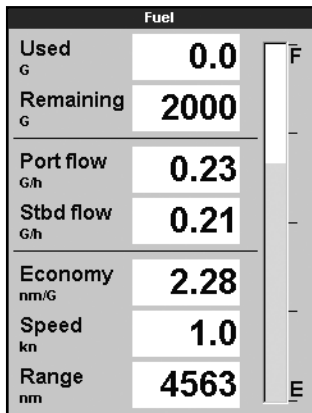 Fuel
Used
G
0.0
F
Remaining
G
2000
Port flow
G/h
0.23
Stbd flow
G/h
0.21
Economy
nm/G
2.28
Speed
kn
1.0
Range
nm
4563
E